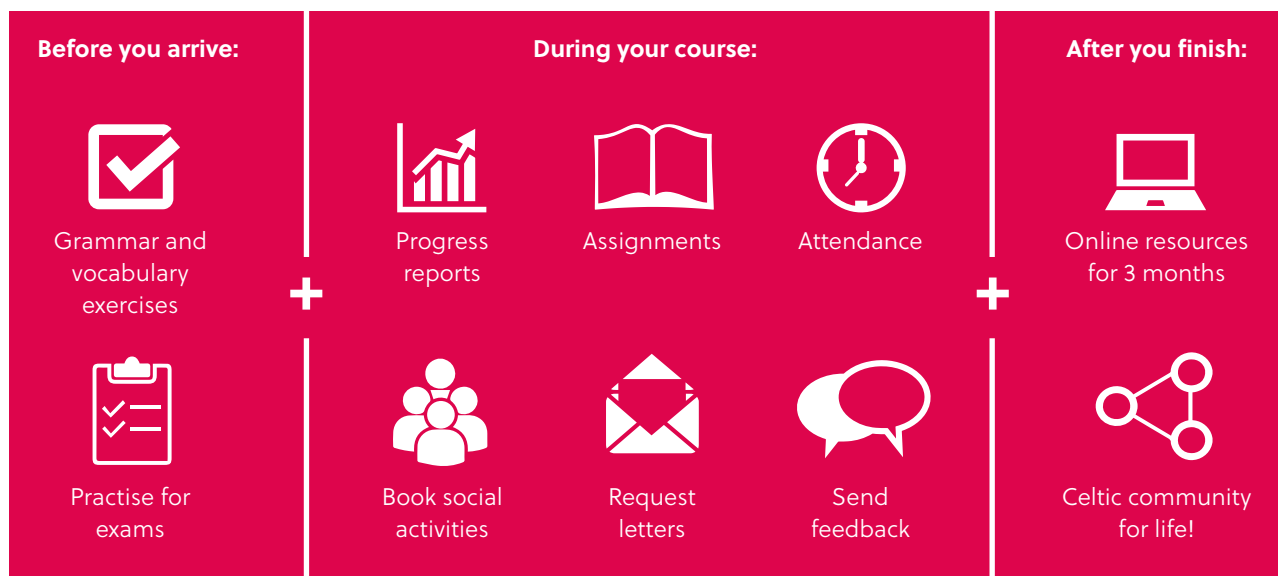 Before you arrive:
Grammar and
vocabulary
exercises
Practise for
exams
During your course:
Progress
reports
Assignments
Attendance
Book social
activities
Request
letters
Send
feedback
After you finish:
Online resources
for 3 months
Celtic community
for life!